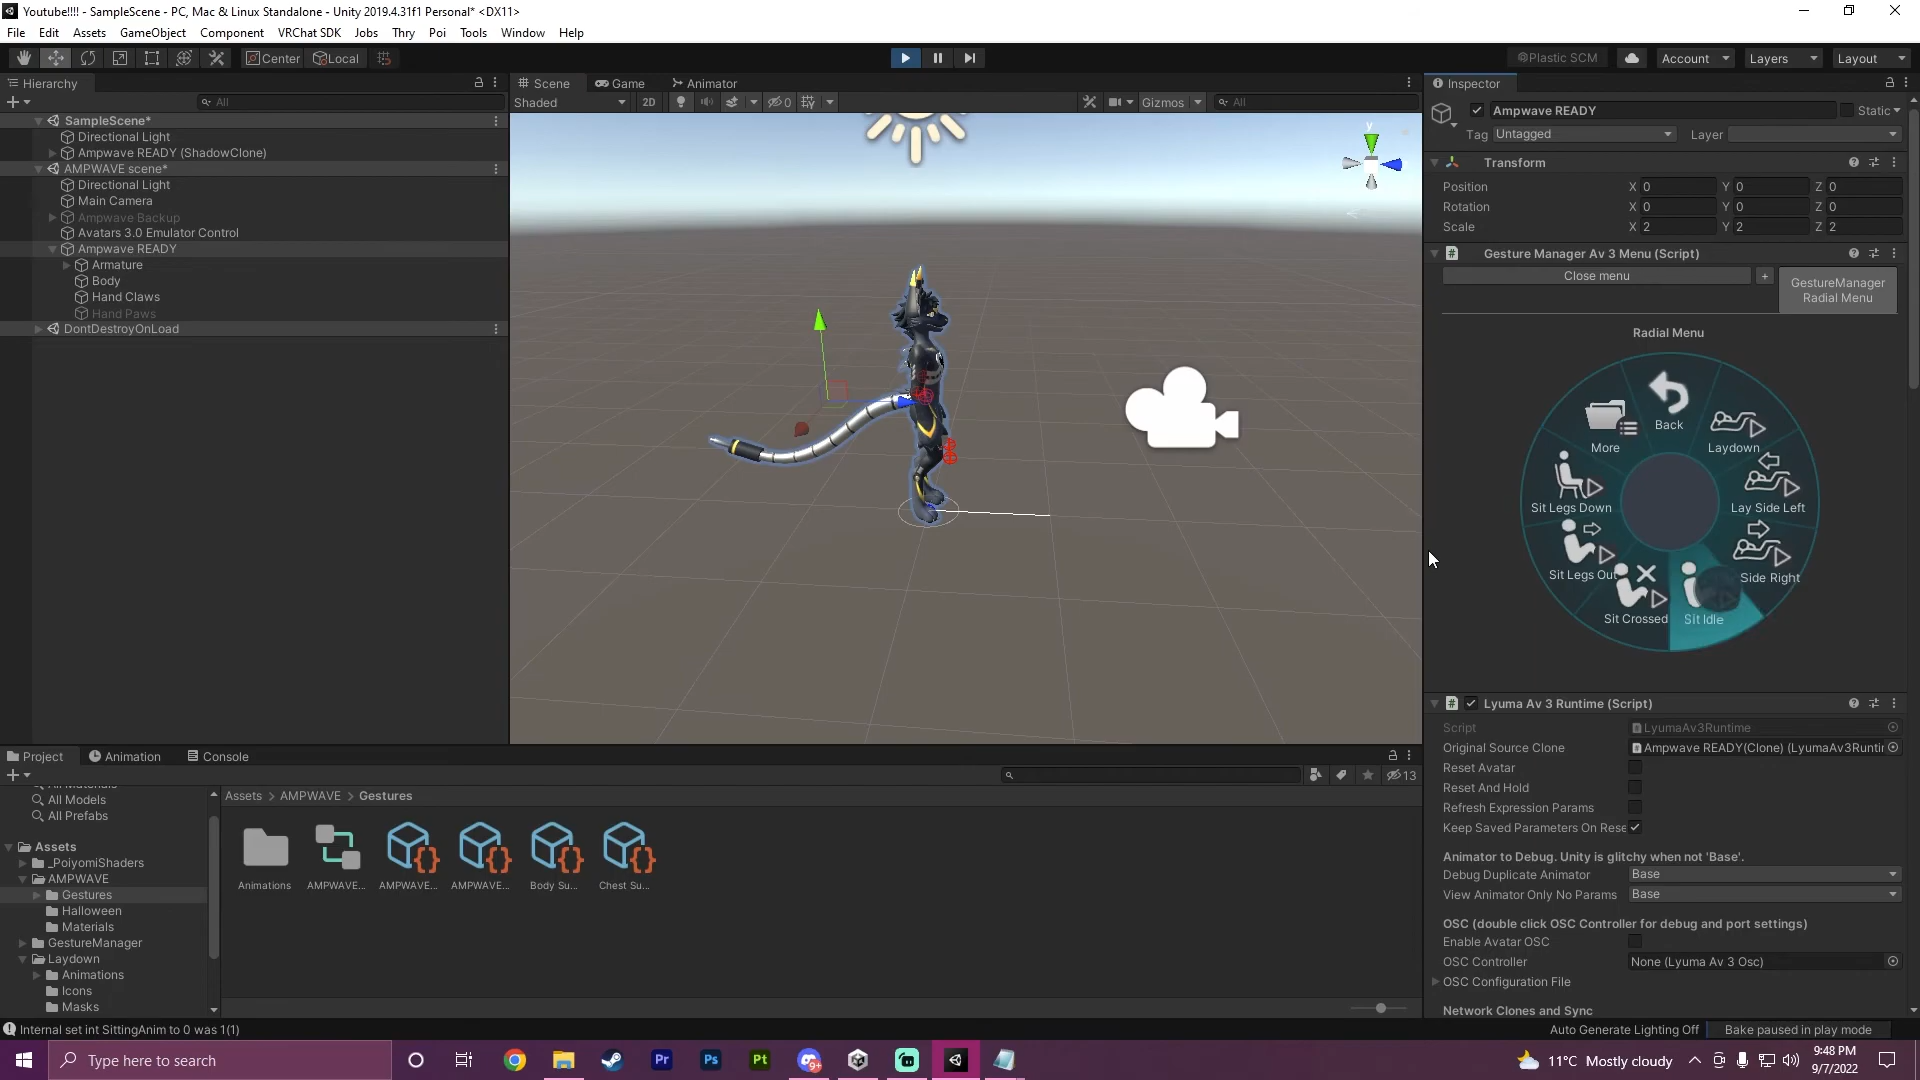 Youtube!!!! - SampleScene - PC, Mac & Linux Standalone - Unity 2019.4.31f1 Personal* <DX11>
File Edit Assets GameObject Component VRChat SDK Jobs Thry Poi Tools Window Help
Center Local Plastic SCM Account Layers Layout
Hierarchy
All
SampleScene*
Directional Light
Ampwave READY (ShadowClone)
AMPWAVE scene*
Directional Light
Main Camera
Ampwave Backup
Avatars 3.0 Emulator Control
Ampwave READY
Armature
Body
Hand Claws
Hand Paws
DontDestroyOnLoad
Scene Game Animator
Shaded 2D 0 Gizmos All
y
Inspector
Ampwave READY Static
Tag Untagged Layer
Transform
Position X 0 Y 0 Z 0
Rotation X 0 Y 0 Z 0
Scale X 2 Y 2 Z 2
Gesture Manager Av 3 Menu (Script)
Close menu +
GestureManager
Radial Menu
Radial Menu
Back
More
Laydown
Sit Legs Down
Lay Side Left
Sit Legs Out
Side Right
Sit Crossed
Sit Idle
Lyuma Av 3 Runtime (Script)
Script LyumaAv3Runtime
Original Source Clone Ampwave READY(Clone) (LyumaAv3Runtir
Reset Avatar
Reset And Hold
Refresh Expression Params
Keep Saved Parameters On Rese
Animator to Debug. Unity is glitchy when not 'Base'.
Debug Duplicate Animator Base
View Animator Only No Params Base
OSC (double click OSC Controller for debug and port settings)
Enable Avatar OSC
OSC Controller None (Lyuma Av 3 Osc)
OSC Configuration File
Network Clones and Sync
Project Animation Console
13
All Models
All Prefabs
Assets
_PoiyomiShaders
AMPWAVE
Gestures
Halloween
Materials
GestureManager
Laydown
Animations
Icons
Masks
Assets > AMPWAVE > Gestures
Animations AMPWAVE... AMPWAVE... AMPWAVE... Body Su... Chest Su...
Internal set int SittingAnim to 0 was 1(1)
Auto Generate Lighting Off Bake paused in play mode
Type here to search
Pr Ps Pt 9+
11°C Mostly cloudy
9:48 PM
9/7/2022